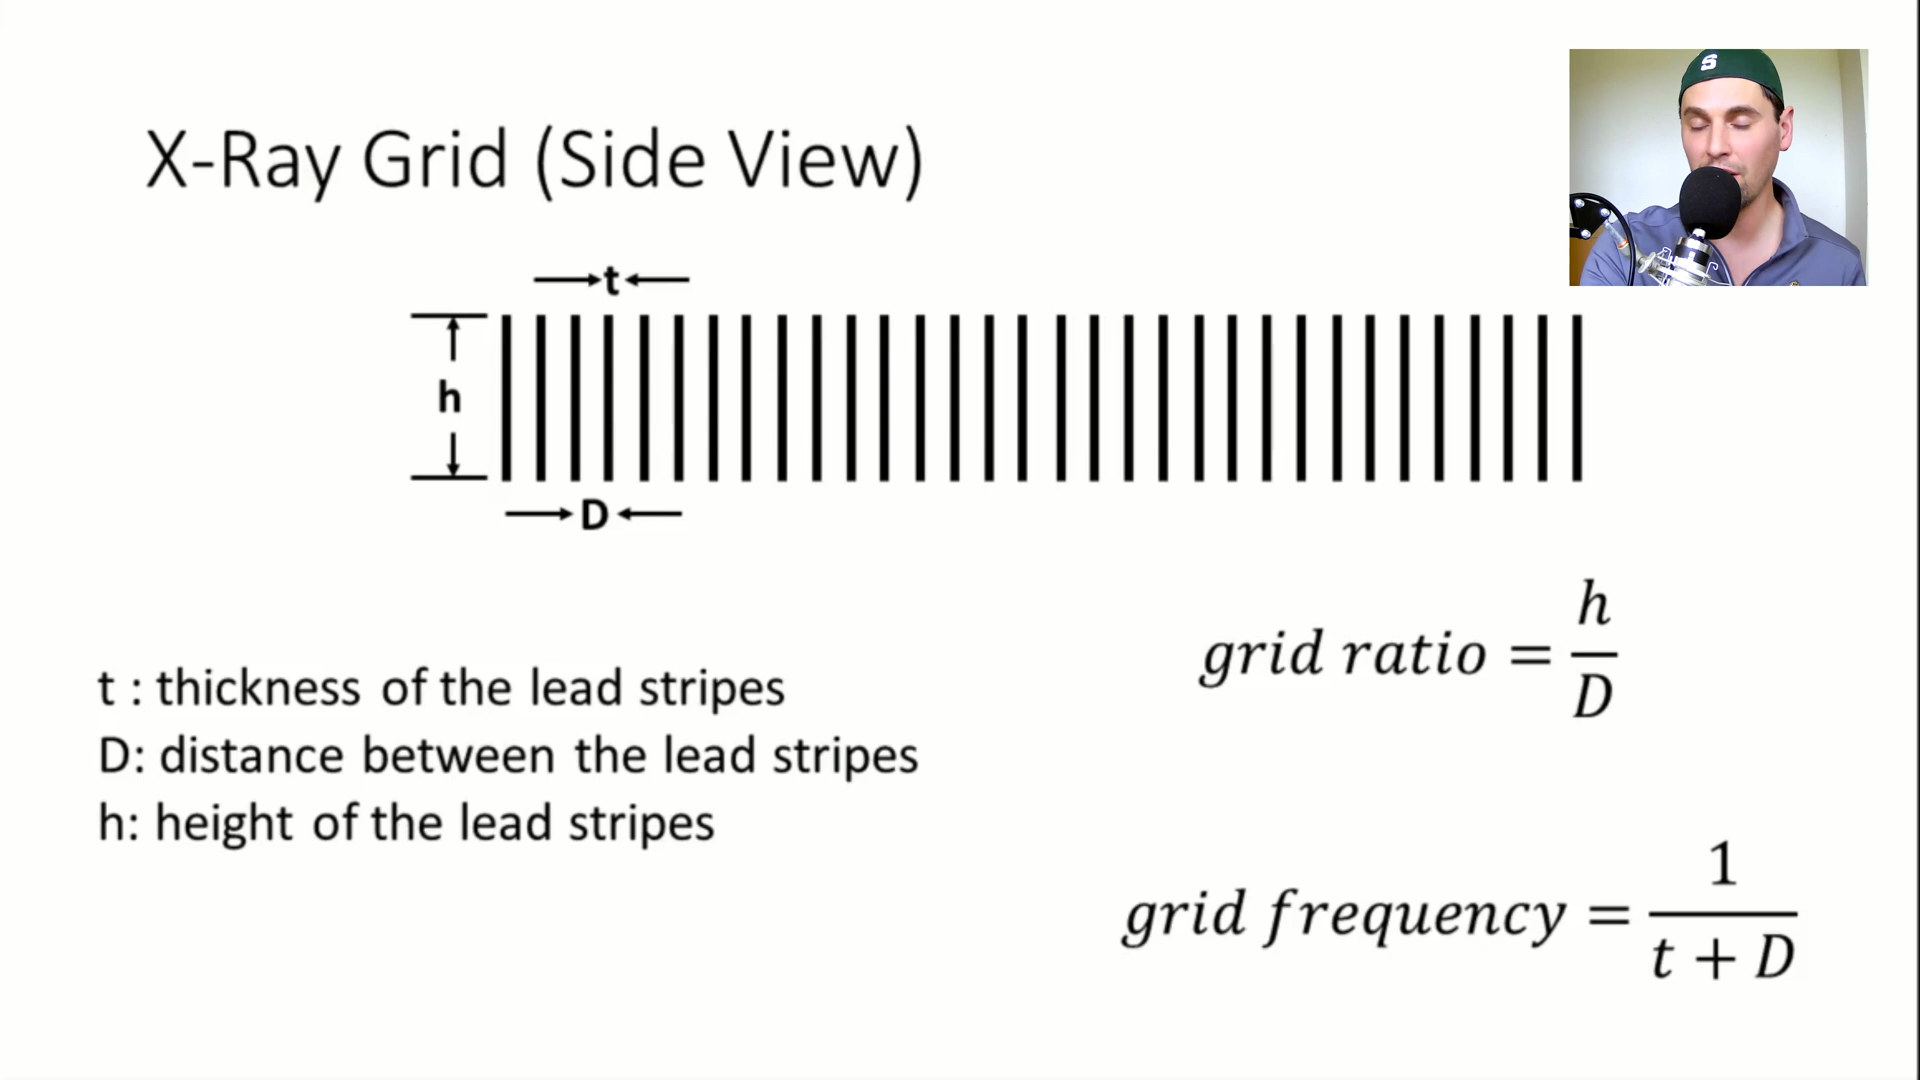 X-Ray Grid (Side View)
S
t
h
D
t : thickness of the lead stripes
D: distance between the lead stripes
h: height of the lead stripes
grid ratio = h/D
grid frequency = 1/(t + D)